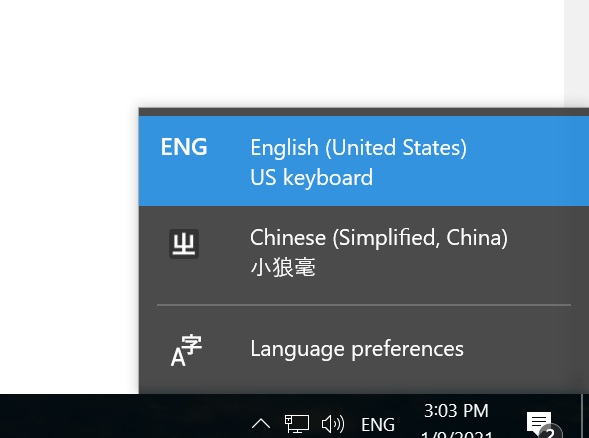 ENG
English (United States)
US keyboard
Chinese (Simplified, China)
小狼毫
A字
Language preferences
ENG
3:03 PM
1/9/2021
2